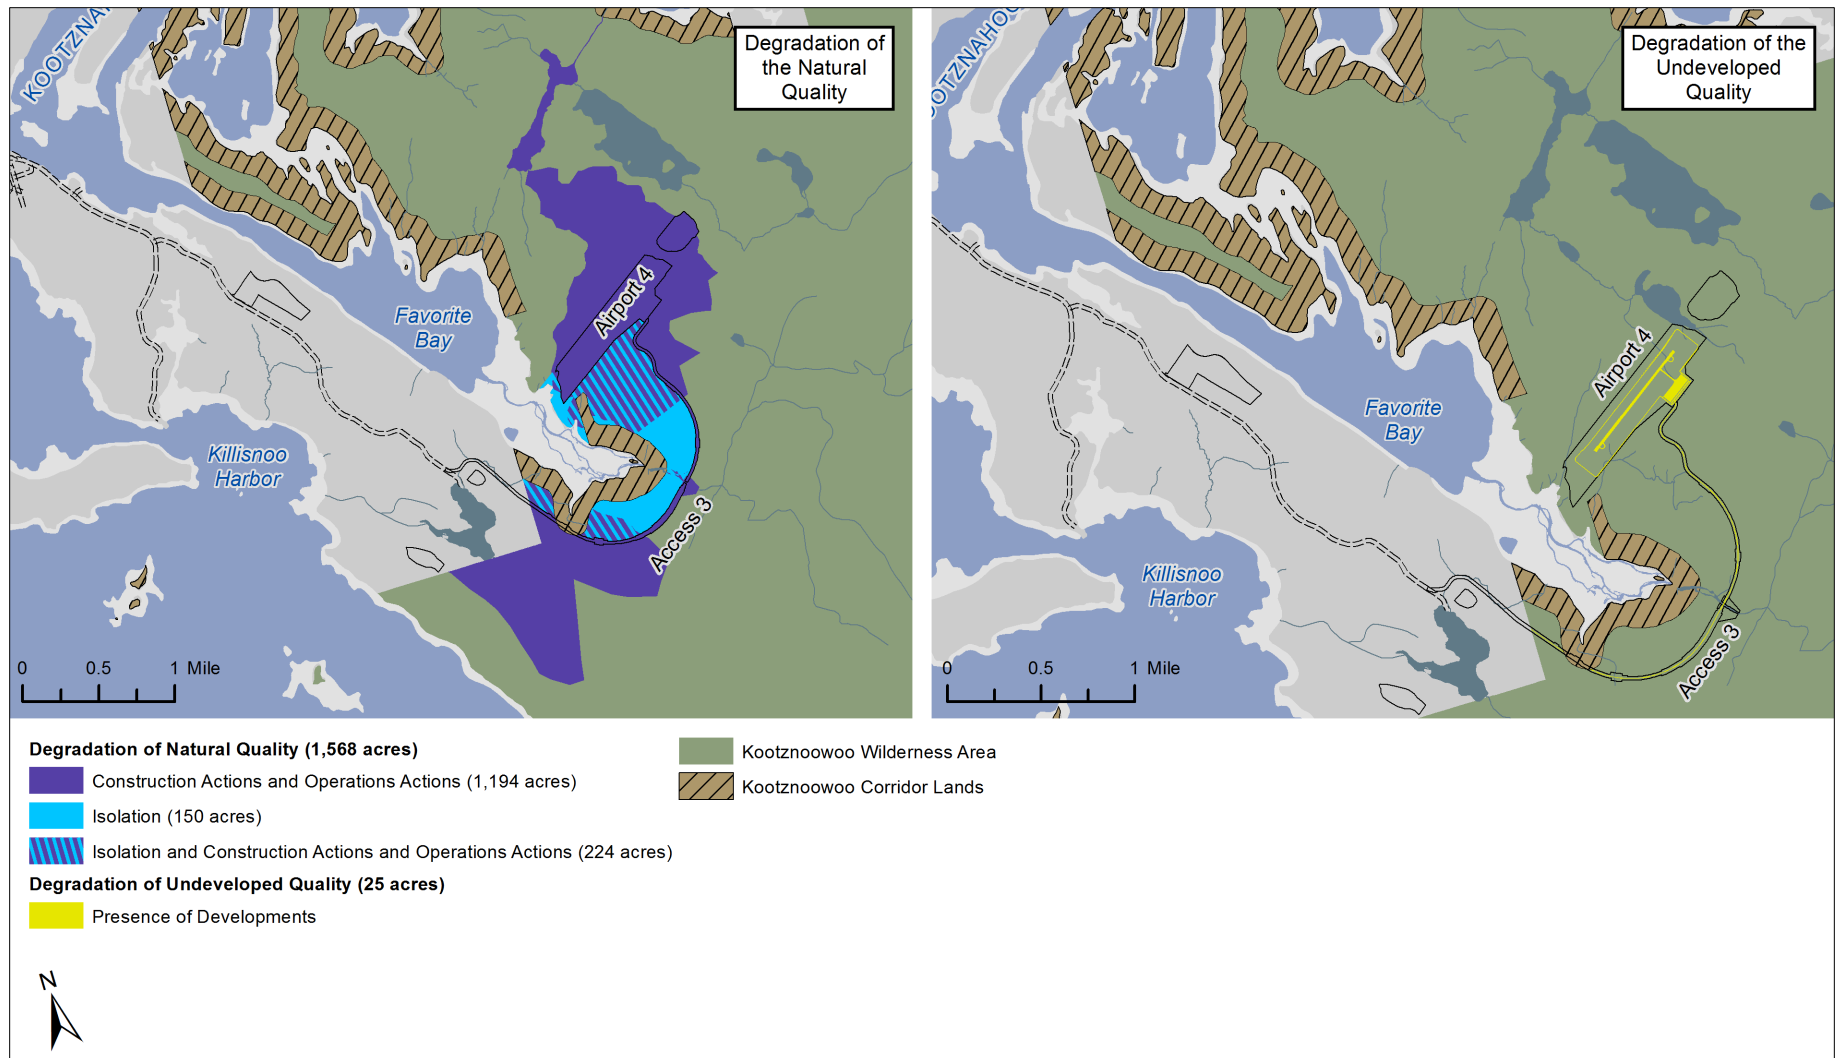 KOOTZNA
Degradation of
the Natural
Quality
Airport 4
Favorite
Bay
Killisnoo
Harbor
Access 3
0 0.5 1 Mile
OOTZNAHOO
Degradation of the
Undeveloped
Quality
Airport 4
Favorite
Bay
Killisnoo
Harbor
Access 3
0 0.5 1 Mile
Degradation of Natural Quality (1,568 acres)
Construction Actions and Operations Actions (1,194 acres)
Isolation (150 acres)
Isolation and Construction Actions and Operations Actions (224 acres)
Degradation of Undeveloped Quality (25 acres)
Presence of Developments
Kootznoowoo Wilderness Area
Kootznoowoo Corridor Lands
N